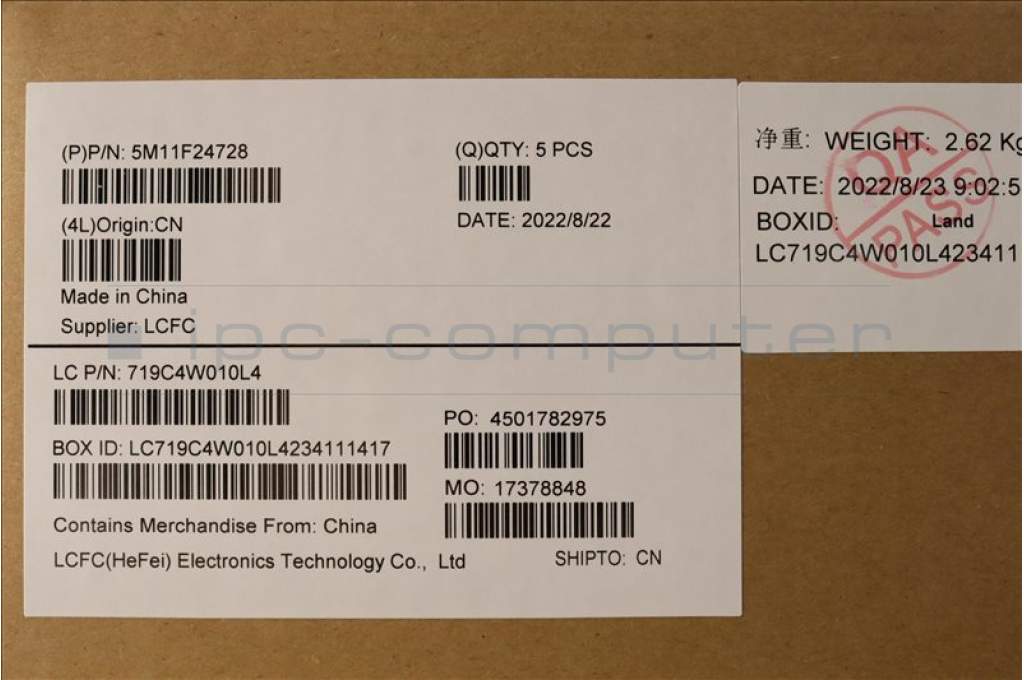 (P)P/N: 5M11F24728
(Q)QTY: 5 PCS
(4L)Origin:CN
DATE: 2022/8/22
Made in China
Supplier: LCFC
LC P/N: 719C4W010L4
PO: 4501782975
BOX ID: LC719C4W010L4234111417
MO: 17378848
Contains Merchandise From: China
LCFC(HeFei) Electronics Technology Co., Ltd
SHIPTO: CN
净重: WEIGHT: 2.62 Kg
DATE: 2022/8/23 9:02:5
BOXID: Land
LC719C4W010L423411
OA
PASS
ipc-computer